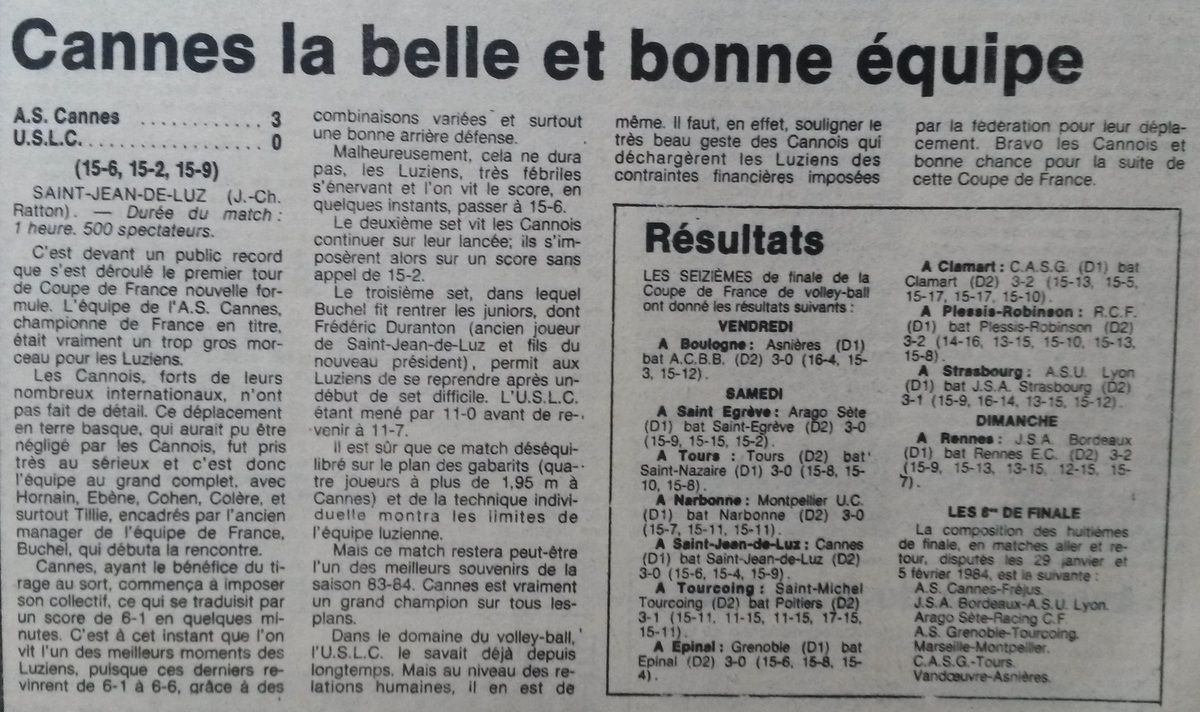 Cannes la belle et bonne équipe
A.S. Cannes . . . . . . . . . . . . 3
U.S.L.C. . . . . . . . . . . . . . . . . 0
(15-6, 15-2, 15-9)
SAINT-JEAN-DE-LUZ (J.-Ch.
Ratton). — Durée du match :
1 heure. 500 spectateurs.
C'est devant un public record
que s'est déroulé le premier tour
de Coupe de France nouvelle for-
mule. L'équipe de l'A.S. Cannes,
championne de France en titre,
était vraiment un trop gros mor-
ceau pour les Luziens.
Les Cannois, forts de leurs
nombreux internationaux, n'ont
pas fait de détail. Ce déplacement
en terre basque, qui aurait pu être
négligé par les Cannois, fut pris
très au sérieux et c'est donc
l'équipe au grand complet, avec
Hornain, Ebène, Cohen, Colère, et
surtout Tillie, encadrés par l'ancien
manager de l'équipe de France,
Buchel, qui débuta la rencontre.
Cannes, ayant le bénéfice du ti-
rage au sort, commença à imposer
son collectif, ce qui se traduisit par
un score de 6-1 en quelques mi-
nutes. C'est à cet instant que l'on
vit l'un des meilleurs moments des
Luziens, puisque ces derniers re-
vinrent de 6-1 à 6-6, grâce à des
combinaisons variées et surtout
une bonne arrière défense.
Malheureusement, cela ne dura
pas, les Luziens, très fébriles
s'énervant et l'on vit le score, en
quelques instants, passer à 15-6.
Le deuxième set vit les Cannois
continuer sur leur lancée; ils s'im-
posèrent alors sur un score sans
appel de 15-2.
Le troisième set, dans lequel
Buchel fit rentrer les juniors, dont
Frédéric Duranton (ancien joueur
de Saint-Jean-de-Luz et fils du
nouveau président), permit aux
Luziens de se reprendre après un-
début de set difficile. L'U.S.L.C.
étant mené par 11-0 avant de re-
venir à 11-7.
Il est sûr que ce match déséqui-
libré sur le plan des gabarits (qua-
tre joueurs à plus de 1,95 m à
Cannes) et de la technique indivi-
duelle montra les limites de
l'équipe luzienne.
Mais ce match restera peut-être
l'un des meilleurs souvenirs de la
saison 83-84. Cannes est vraiment
un grand champion sur tous les-
plans.
Dans le domaine du volley-ball,
l'U.S.L.C. le savait déjà depuis
longtemps. Mais au niveau des re-
lations humaines, il en est de
même. Il faut, en effet, souligner le
très beau geste des Cannois qui
déchargèrent les Luziens des
contraintes financières imposées
par la fédération pour leur dépla-
cement. Bravo les Cannois et
bonne chance pour la suite de
cette Coupe de France.
Résultats
LES SEIZIÈMES de finale de la
Coupe de France de volley-ball
ont donné les résultats suivants :
VENDREDI
A Boulogne : Asnières (D1)
bat A.C.B.B. (D2) 3-0 (16-4, 15-
3, 15-12).
SAMEDI
A Saint Egrève : Arago Sète
(D1) bat Saint-Egrève (D2) 3-0
(15-9, 15-15, 15-2).
A Tours : Tours (D2) bat
Saint-Nazaire (D1) 3-0 (15-8, 15-
10, 15-8).
A Narbonne : Montpellier U.C.
(D1) bat Narbonne (D2) 3-0
(15-7, 15-11, 15-11).
A Saint-Jean-de-Luz : Cannes
(D1) bat Saint-Jean-de-Luz (D2)
3-0 (15-6, 15-4, 15-9).
A Tourcoing : Saint-Michel
Tourcoing (D2) bat Poitiers (D2)
3-1 (15-11, 11-15, 11-15, 17-15,
15-11).
A Epinal : Grenoble (D1) bat
Epinal (D2) 3-0 (15-6, 15-8, 15-
4).
A Clamart : C.A.S.G. (D1) bat
Clamart (D2) 3-2 (15-13, 15-5,
15-17, 15-17, 15-10).
A Plessis-Robinson : R.C.F.
(D1) bat Plessis-Robinson (D2)
3-2 (14-16, 13-15, 15-10, 15-13,
15-8).
A Strasbourg : A.S.U. Lyon
(D1) bat J.S.A. Strasbourg (D2)
3-1 (15-9, 16-14, 13-15, 15-12).
DIMANCHE
A Rennes : J.S.A. Bordeaux
(D1) bat Rennes E.C. (D2) 3-2
(15-9, 15-13, 13-15, 12-15, 15-
7).
LES 8mes DE FINALE
La composition des huitièmes
de finale, en matches aller et re-
tour, disputés les 29 janvier et
5 février 1984, est la suivante :
A.S. Cannes-Fréjus.
J.S.A. Bordeaux-A.S.U. Lyon.
Arago Sète-Racing C.F.
A.S. Grenoble-Tourcoing.
Marseille-Montpellier.
C.A.S.G.-Tours.
Vandœuvre-Asnières.